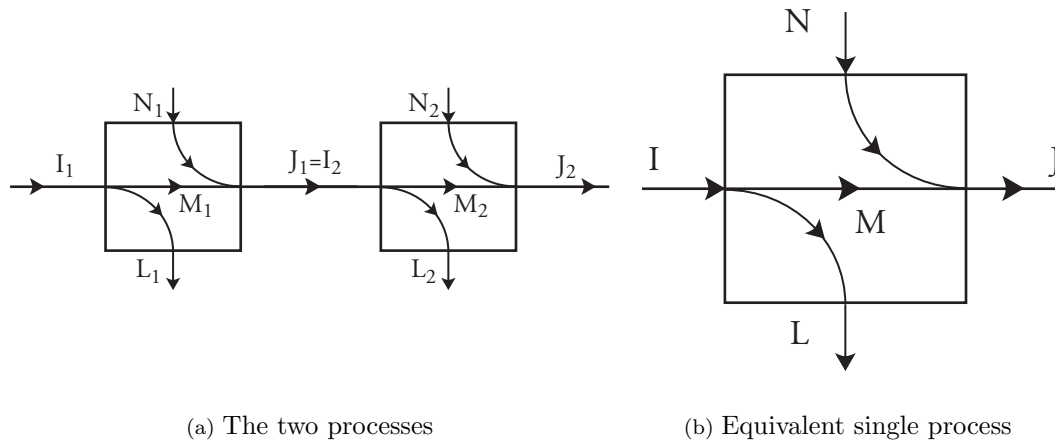 N₁
I₁
M₁
L₁
J₁=I₂
N₂
M₂
L₂
J₂
(a) The two processes
N
I
M
J
L
(b) Equivalent single process